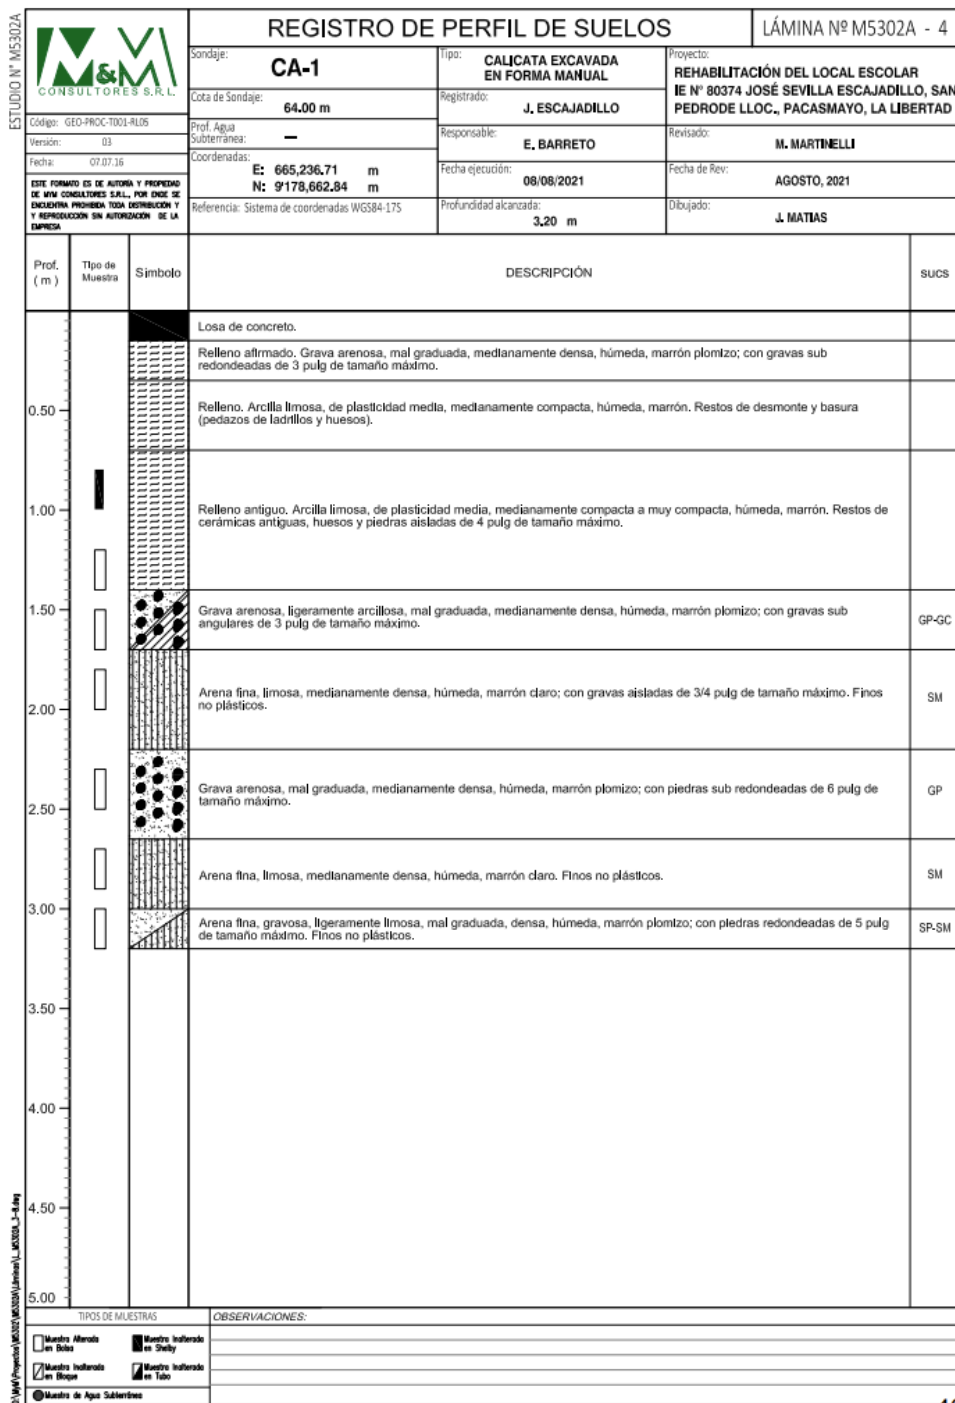 ESTUDIO N° M5302A
M&M
CONSULTORES S.R.L.
Código: GEO-PROC-T001-RL05
Versión: 03
Fecha: 07.07.16
ESTE FORMATO ES DE AUTORÍA Y PROPIEDAD
DE MYM CONSULTORES S.R.L., POR ENDE SE
ENCUENTRA PROHIBIDA TODA DISTRIBUCIÓN Y
Y REPRODUCCIÓN SIN AUTORIZACIÓN DE LA
EMPRESA
REGISTRO DE PERFIL DE SUELOS
LÁMINA Nº M5302A - 4
Sondaje:
CA-1
Cota de Sondaje:
64.00 m
Prof. Agua
Subterránea:
—
Coordenadas:
E: 665,236.71 m
N: 9'178,662.84 m
Referencia: Sistema de coordenadas WGS84-17S
Tipo:
CALICATA EXCAVADA
EN FORMA MANUAL
Registrado:
J. ESCAJADILLO
Responsable:
E. BARRETO
Fecha ejecución:
08/08/2021
Profundidad alcanzada:
3.20 m
Proyecto:
REHABILITACIÓN DEL LOCAL ESCOLAR
IE N° 80374 JOSÉ SEVILLA ESCAJADILLO, SAN
PEDRODE LLOC., PACASMAYO, LA LIBERTAD
Revisado:
M. MARTINELLI
Fecha de Rev:
AGOSTO, 2021
Dibujado:
J. MATIAS
Prof.
( m )
Tipo de
Muestra
Simbolo
DESCRIPCIÓN
SUCS
Losa de concreto.
Relleno afirmado. Grava arenosa, mal graduada, medianamente densa, húmeda, marrón plomizo; con gravas sub
redondeadas de 3 pulg de tamaño máximo.
0.50
Relleno. Arcilla limosa, de plasticidad media, medianamente compacta, húmeda, marrón. Restos de desmonte y basura
(pedazos de ladrillos y huesos).
1.00
Relleno antiguo. Arcilla limosa, de plasticidad media, medianamente compacta a muy compacta, húmeda, marrón. Restos de
cerámicas antiguas, huesos y piedras aisladas de 4 pulg de tamaño máximo.
1.50
Grava arenosa, ligeramente arcillosa, mal graduada, medianamente densa, húmeda, marrón plomizo; con gravas sub
angulares de 3 pulg de tamaño máximo.
GP-GC
Arena fina, limosa, medianamente densa, húmeda, marrón claro; con gravas aisladas de 3/4 pulg de tamaño máximo. Finos
no plásticos.
SM
2.00
Grava arenosa, mal graduada, medianamente densa, húmeda, marrón plomizo; con piedras sub redondeadas de 6 pulg de
tamaño máximo.
GP
2.50
Arena fina, limosa, medianamente densa, húmeda, marrón claro. Finos no plásticos.
SM
3.00
Arena fina, gravosa, ligeramente limosa, mal graduada, densa, húmeda, marrón plomizo; con piedras redondeadas de 5 pulg
de tamaño máximo. Finos no plásticos.
SP-SM
3.50
4.00
4.50
5.00
TIPOS DE MUESTRAS
Muestra Alterada
en Bolsa
Muestra Inalterada
en Shelby
Muestra Inalterada
en Bloque
Muestra Inalterada
en Tubo
Muestra de Agua Subterránea
OBSERVACIONES: